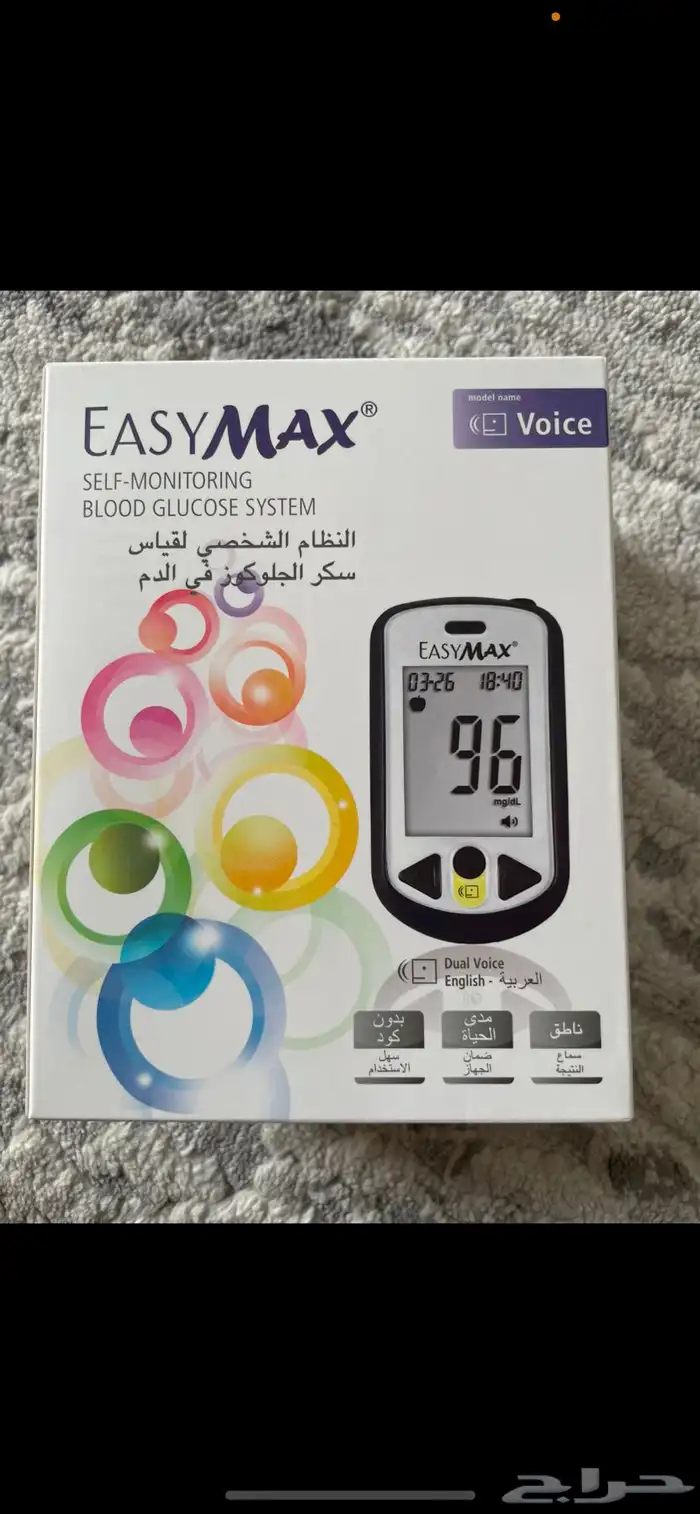 EASYMAX®
model name
Voice
SELF-MONITORING
BLOOD GLUCOSE SYSTEM
النظام الشخصي لقياس
سكر الجلوكوز في الدم
EASYMAX®
03-26 18:40
96
mg/dL
Dual Voice
English - العربية
ناطق
سماع
النتيجة
مدى
الحياة
ضمان
الجهاز
بدون
كود
سهل
الاستخدام
حراج